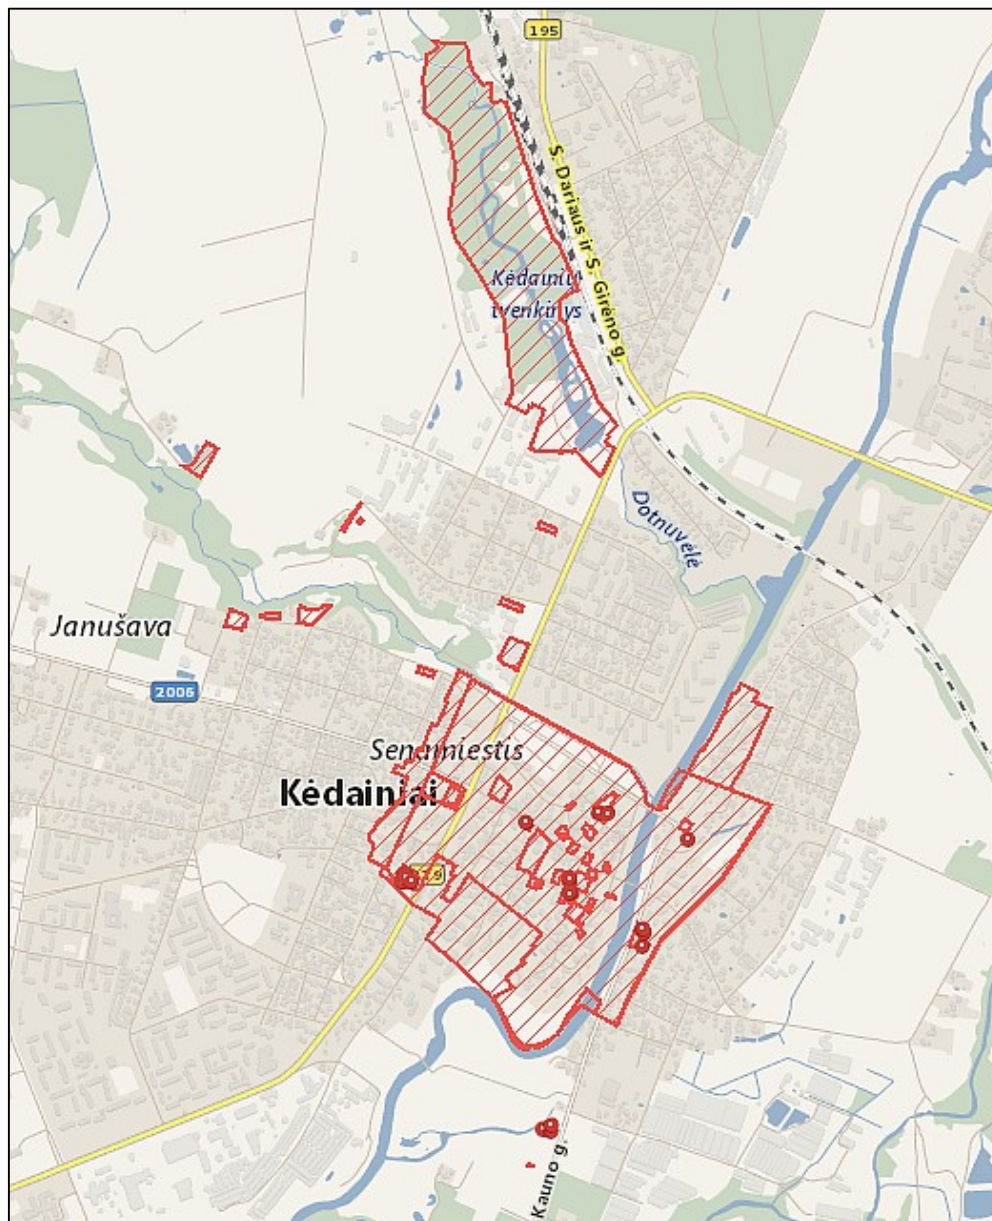 195
S. Dariaus ir S. Girėno g.
Kėdainių
tvenkinys
Dotnuvėlė
Janušava
2006
Senamiestis
Kėdainiai
Kauno g.